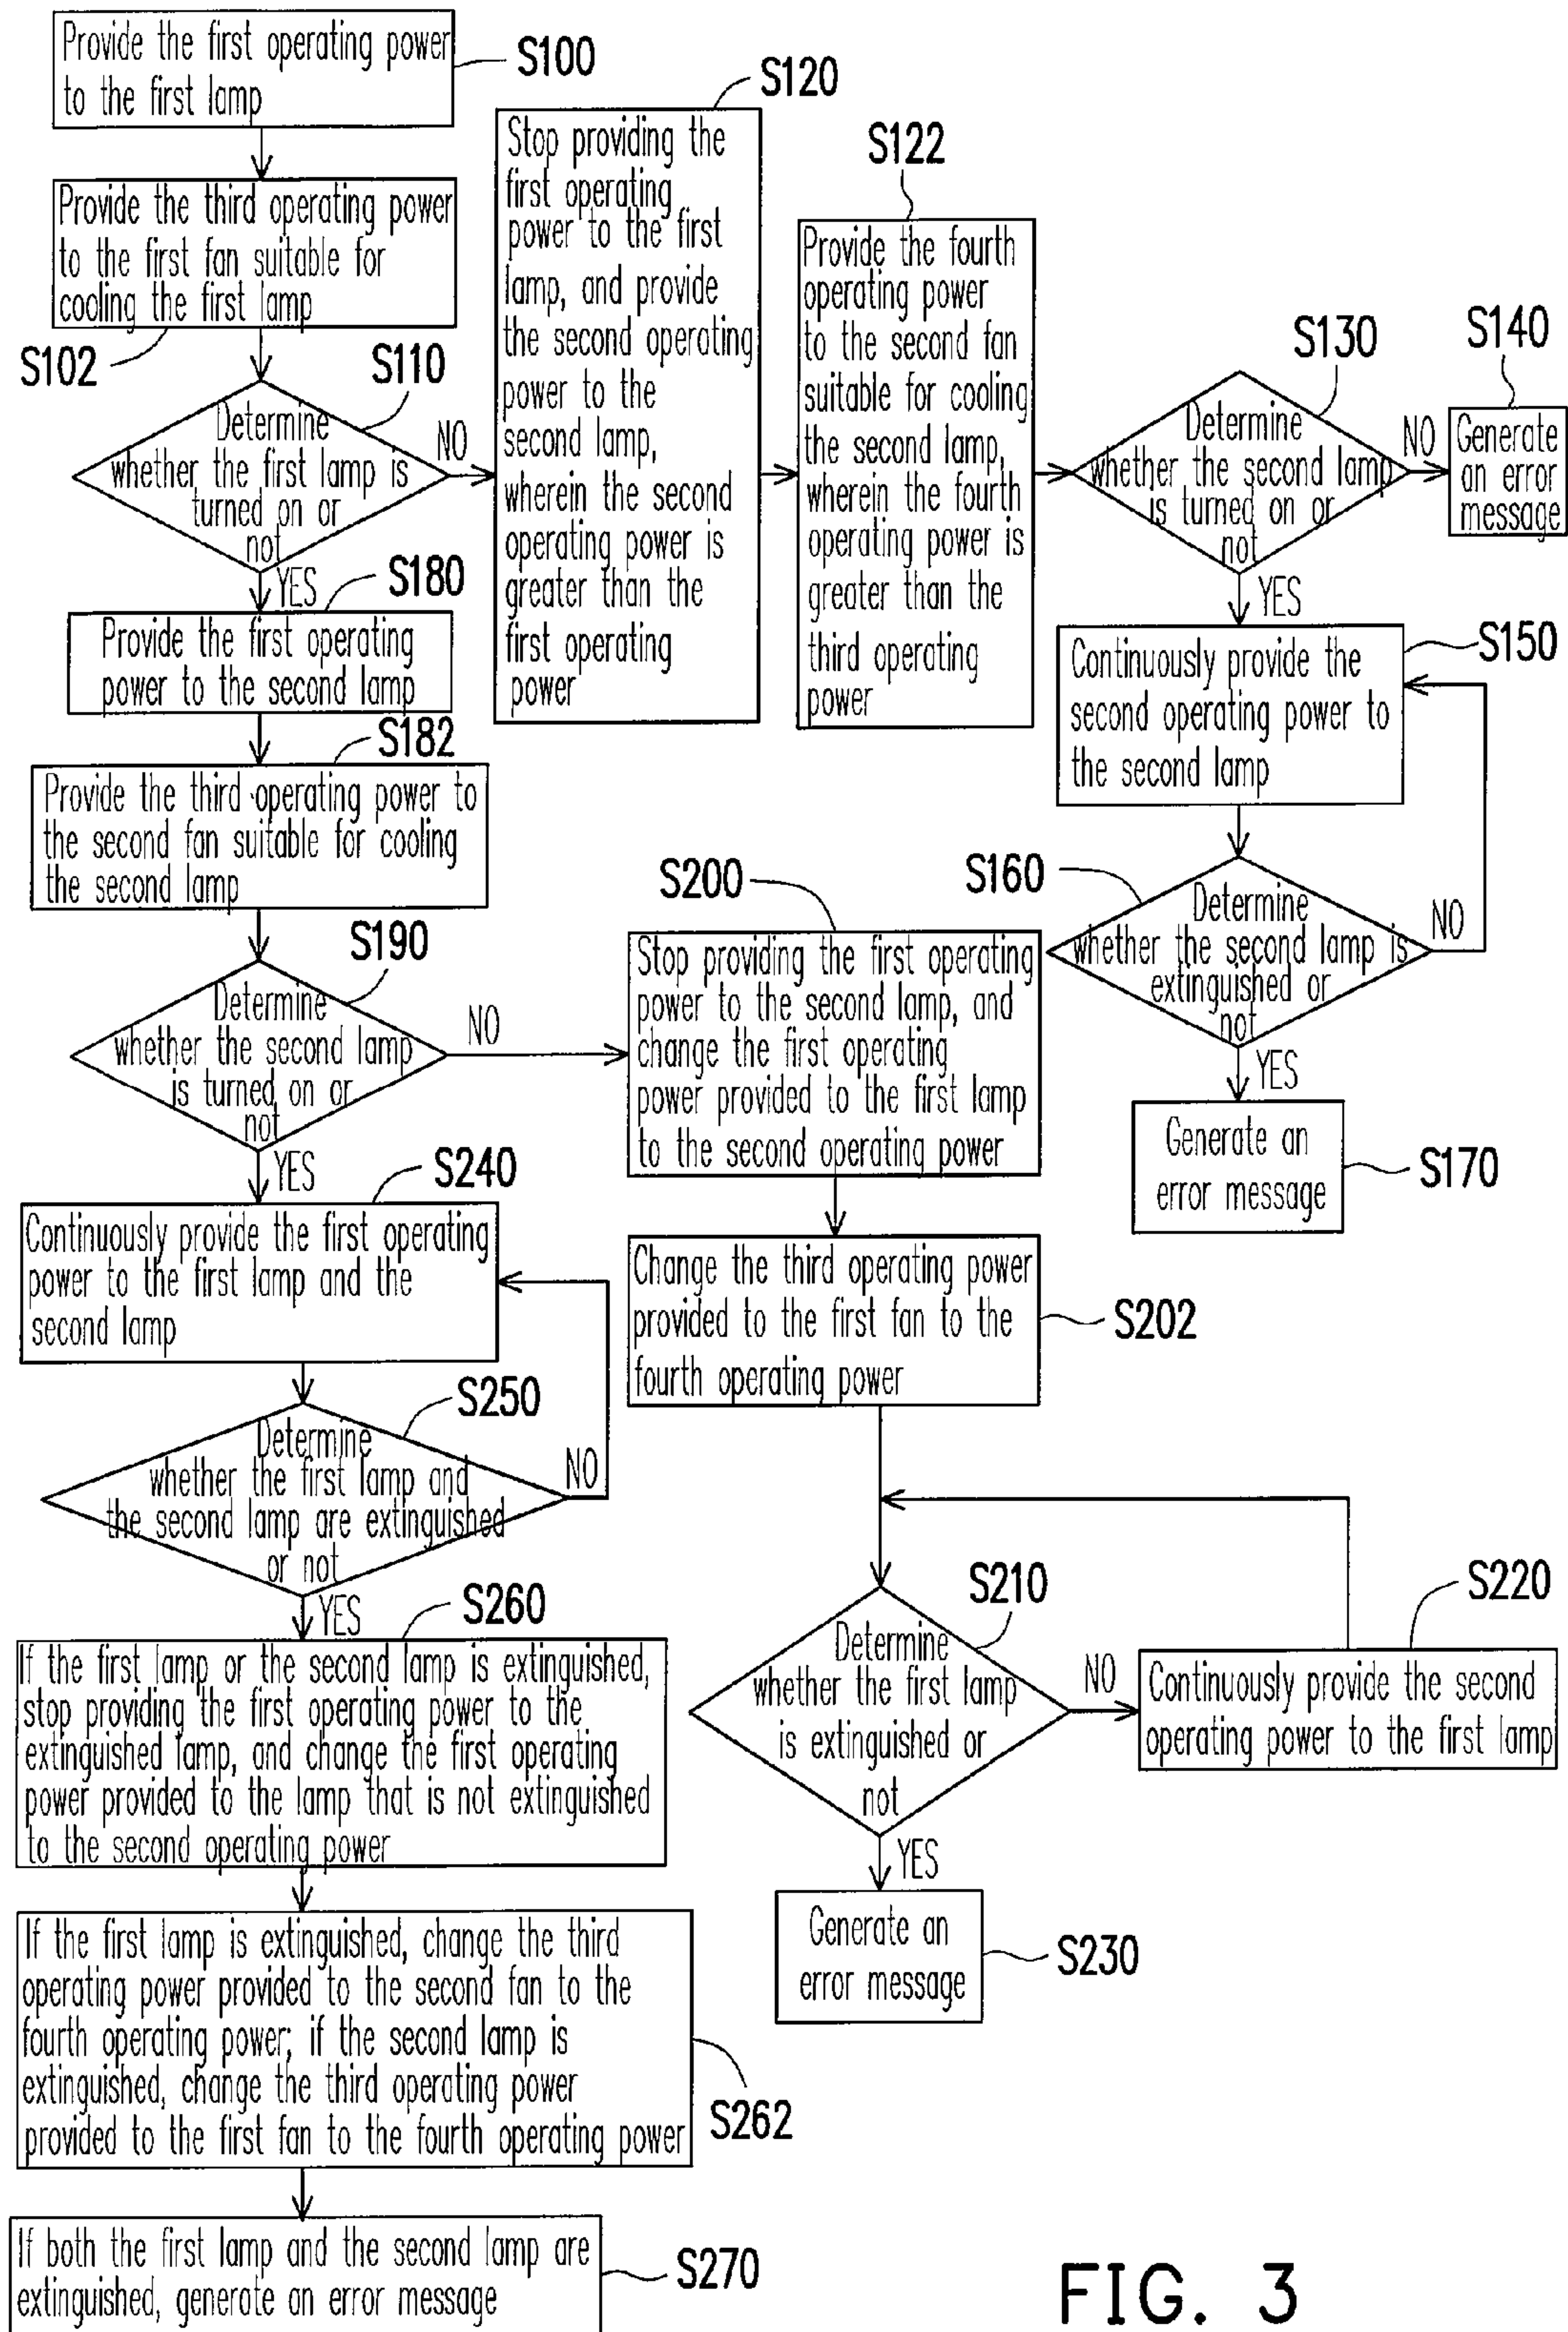 Provide the first operating power
to the first lamp
S100
Provide the third operating power
to the first fan suitable for
cooling the first lamp
S102
Determine
whether the first lamp is
turned on or
not
S110
NO
YES
Stop providing the
first operating
power to the first
lamp, and provide
the second operating
power to the
second lamp,
wherein the second
operating power is
greater than the
first operating
power
S120
Provide the fourth
operating power
to the second fan
suitable for cooling
the second lamp,
wherein the fourth
operating power is
greater than the
third operating
power
S122
Determine
whether the second lamp
is turned on or
not
S130
NO
YES
Generate
an error
message
S140
Continuously provide the
second operating power to
the second lamp
S150
Determine
whether the second lamp is
extinguished or
not
S160
NO
YES
Generate an
error message
S170
Provide the first operating
power to the second lamp
S180
Provide the third operating power to
the second fan suitable for cooling
the second lamp
S182
Determine
whether the second lamp
is turned on or
not
S190
NO
YES
Stop providing the first operating
power to the second lamp, and
change the first operating
power provided to the first lamp
to the second operating power
S200
Change the third operating power
provided to the first fan to the
fourth operating power
S202
Determine
whether the first lamp
is extinguished or
not
S210
NO
YES
Continuously provide the second
operating power to the first lamp
S220
Generate an
error message
S230
Continuously provide the first operating
power to the first lamp and the
second lamp
S240
Determine
whether the first lamp and
the second lamp are extinguished
or not
S250
NO
YES
If the first lamp or the second lamp is extinguished,
stop providing the first operating power to the
extinguished lamp, and change the first operating
power provided to the lamp that is not extinguished
to the second operating power
S260
If the first lamp is extinguished, change the third
operating power provided to the second fan to the
fourth operating power; if the second lamp is
extinguished, change the third operating power
provided to the first fan to the fourth operating power
S262
If both the first lamp and the second lamp are
extinguished, generate an error message
S270
FIG. 3